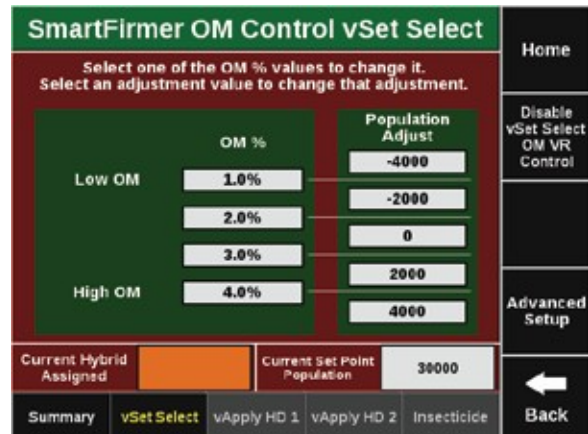 SmartFirmer OM Control vSet Select
Select one of the OM % values to change it.
Select an adjustment value to change that adjustment.
OM %
Population
Adjust
-4000
Low OM
1.0%
-2000
2.0%
0
3.0%
2000
High OM
4.0%
4000
Current Hybrid
Assigned
Current Set Point
Population
30000
Summary
vSet Select
vApply HD 1
vApply HD 2
Insecticide
Home
Disable
vSet Select
OM VR
Control
Advanced
Setup
Back